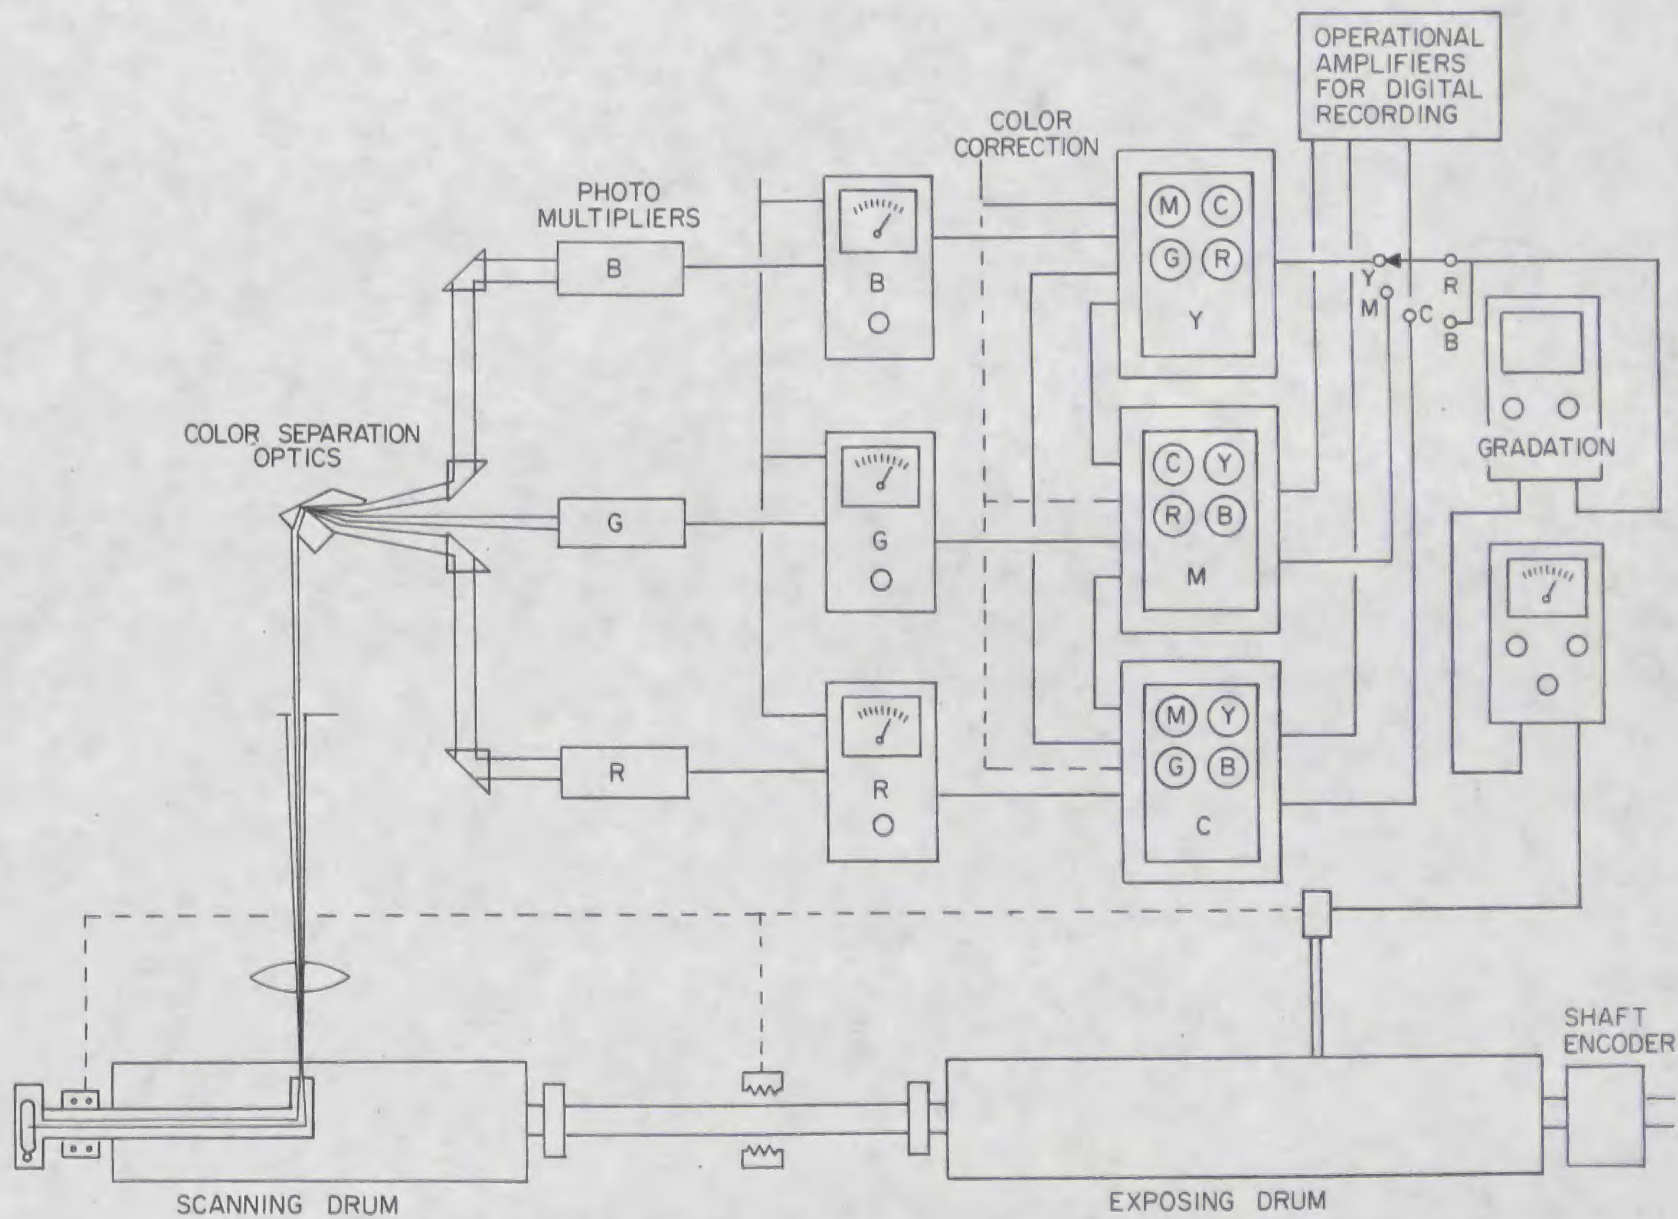 OPERATIONAL
AMPLIFIERS
FOR DIGITAL
RECORDING
COLOR
CORRECTION
PHOTO
MULTIPLIERS
COLOR SEPARATION
OPTICS
B
G
R
B
G
R
M C
G R
Y
C Y
R B
M
M Y
G B
C
Y
M
C
R
B
GRADATION
SHAFT
ENCODER
SCANNING DRUM
EXPOSING DRUM